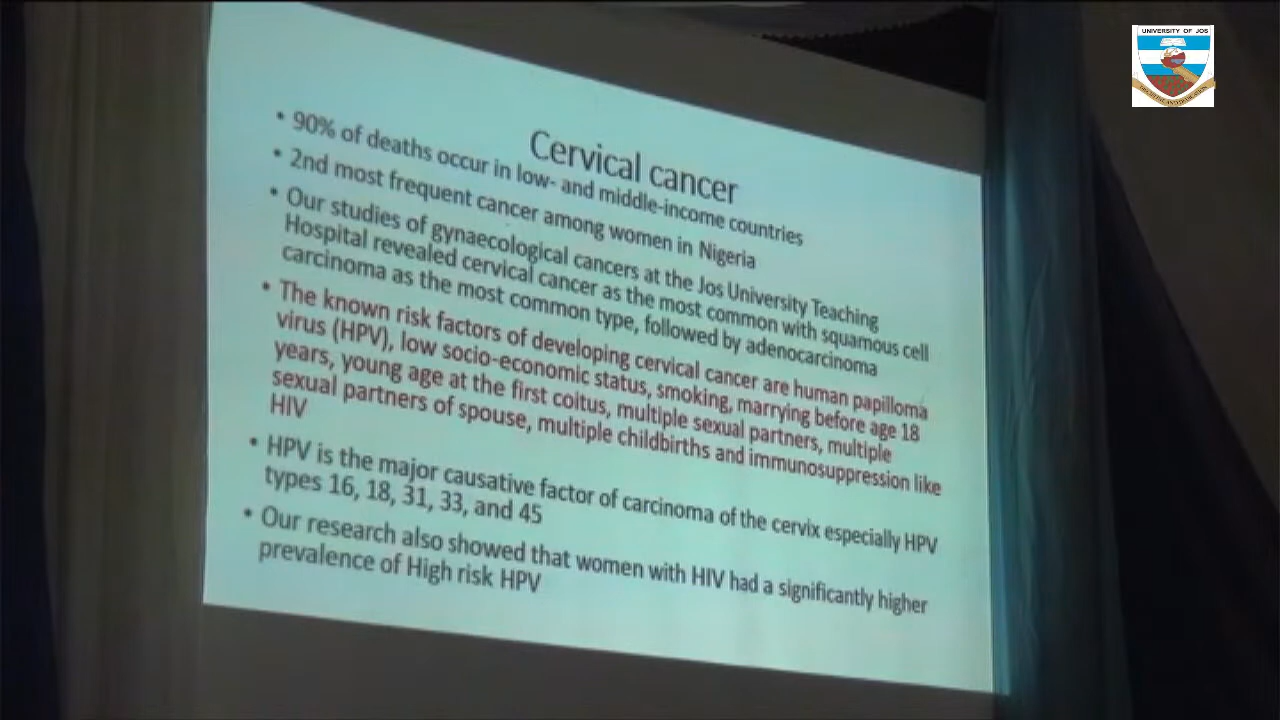 UNIVERSITY OF JOS
Cervical cancer
• 90% of deaths occur in low- and middle-income countries
• 2nd most frequent cancer among women in Nigeria
• Our studies of gynaecological cancers at the Jos University Teaching
Hospital revealed cervical cancer as the most common with squamous cell
carcinoma as the most common type, followed by adenocarcinoma
• The known risk factors of developing cervical cancer are human papilloma
virus (HPV), low socio-economic status, smoking, marrying before age 18
years, young age at the first coitus, multiple sexual partners, multiple
sexual partners of spouse, multiple childbirths and immunosuppression like
HIV
• HPV is the major causative factor of carcinoma of the cervix especially HPV
types 16, 18, 31, 33, and 45
• Our research also showed that women with HIV had a significantly higher
prevalence of High risk HPV